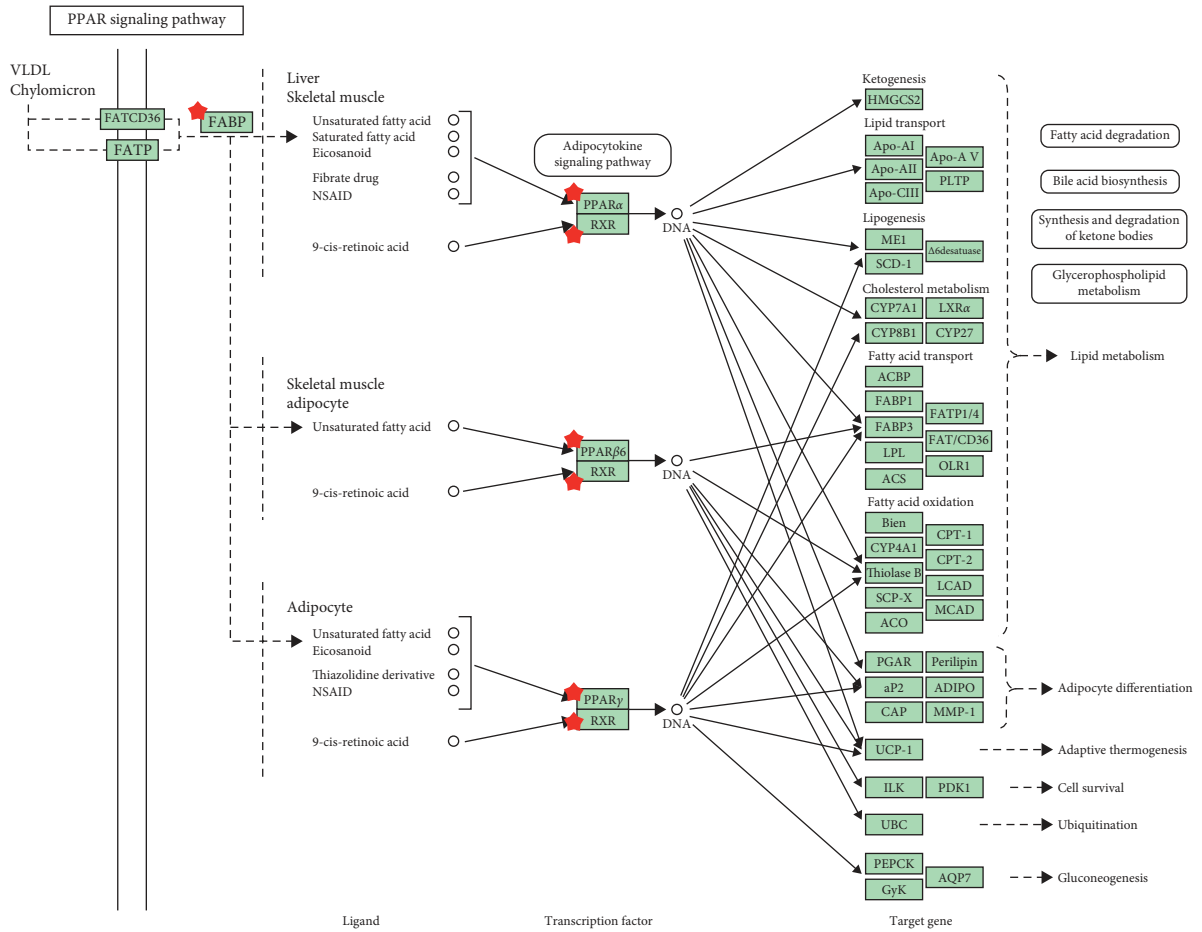 PPAR signaling pathway
VLDL
Chylomicron
FATCD36
FATP
FABP
Liver
Skeletal muscle
Unsaturated fatty acid
Saturated fatty acid
Eicosanoid
Fibrate drug
NSAID
9-cis-retinoic acid
Adipocytokine
signaling pathway
PPARα
RXR
DNA
Skeletal muscle
adipocyte
Unsaturated fatty acid
9-cis-retinoic acid
PPARβ6
RXR
DNA
Adipocyte
Unsaturated fatty acid
Eicosanoid
Thiazolidine derivative
NSAID
9-cis-retinoic acid
PPARγ
RXR
DNA
Ketogenesis
HMGCS2
Lipid transport
Apo-AI
Apo-AII
Apo-CIII
Apo-A V
PLTP
Lipogenesis
ME1
SCD-1
Δ6desatuase
Cholesterol metabolism
CYP7A1
LXRα
CYP8B1
CYP27
Fatty acid transport
ACBP
FABP1
FABP3
LPL
ACS
FATP1/4
FAT/CD36
OLR1
Fatty acid oxidation
Bien
CYP4A1
Thiolase B
SCP-X
ACO
CPT-1
CPT-2
LCAD
MCAD
PGAR
Perilipin
aP2
ADIPO
CAP
MMP-1
UCP-1
ILK
PDK1
UBC
PEPCK
GyK
AQP7
Fatty acid degradation
Bile acid biosynthesis
Synthesis and degradation
of ketone bodies
Glycerophospholipid
metabolism
Lipid metabolism
Adipocyte differentiation
Adaptive thermogenesis
Cell survival
Ubiquitination
Gluconeogenesis
Ligand
Transcription factor
Target gene